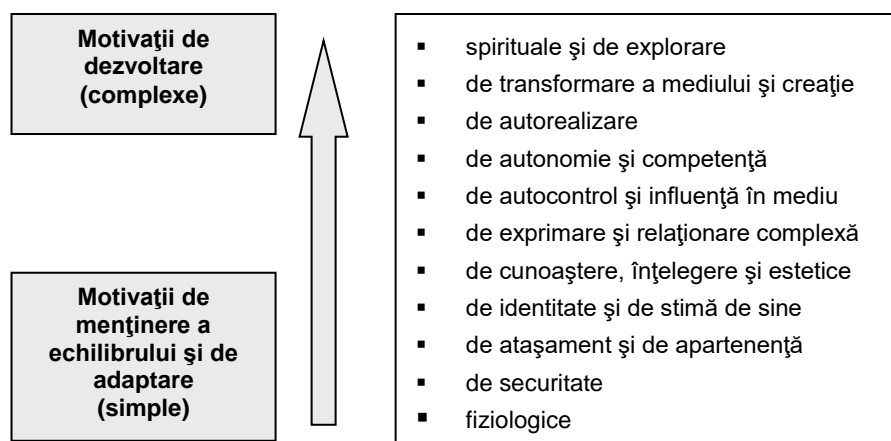 Motivaţii de
dezvoltare
(complexe)
Motivaţii de
menţinere a
echilibrului şi de
adaptare
(simple)
▪ spirituale şi de explorare
▪ de transformare a mediului şi creaţie
▪ de autorealizare
▪ de autonomie şi competenţă
▪ de autocontrol şi influenţă în mediu
▪ de exprimare şi relaţionare complexă
▪ de cunoaştere, înţelegere şi estetice
▪ de identitate şi de stimă de sine
▪ de ataşament şi de apartenenţă
▪ de securitate
▪ fiziologice